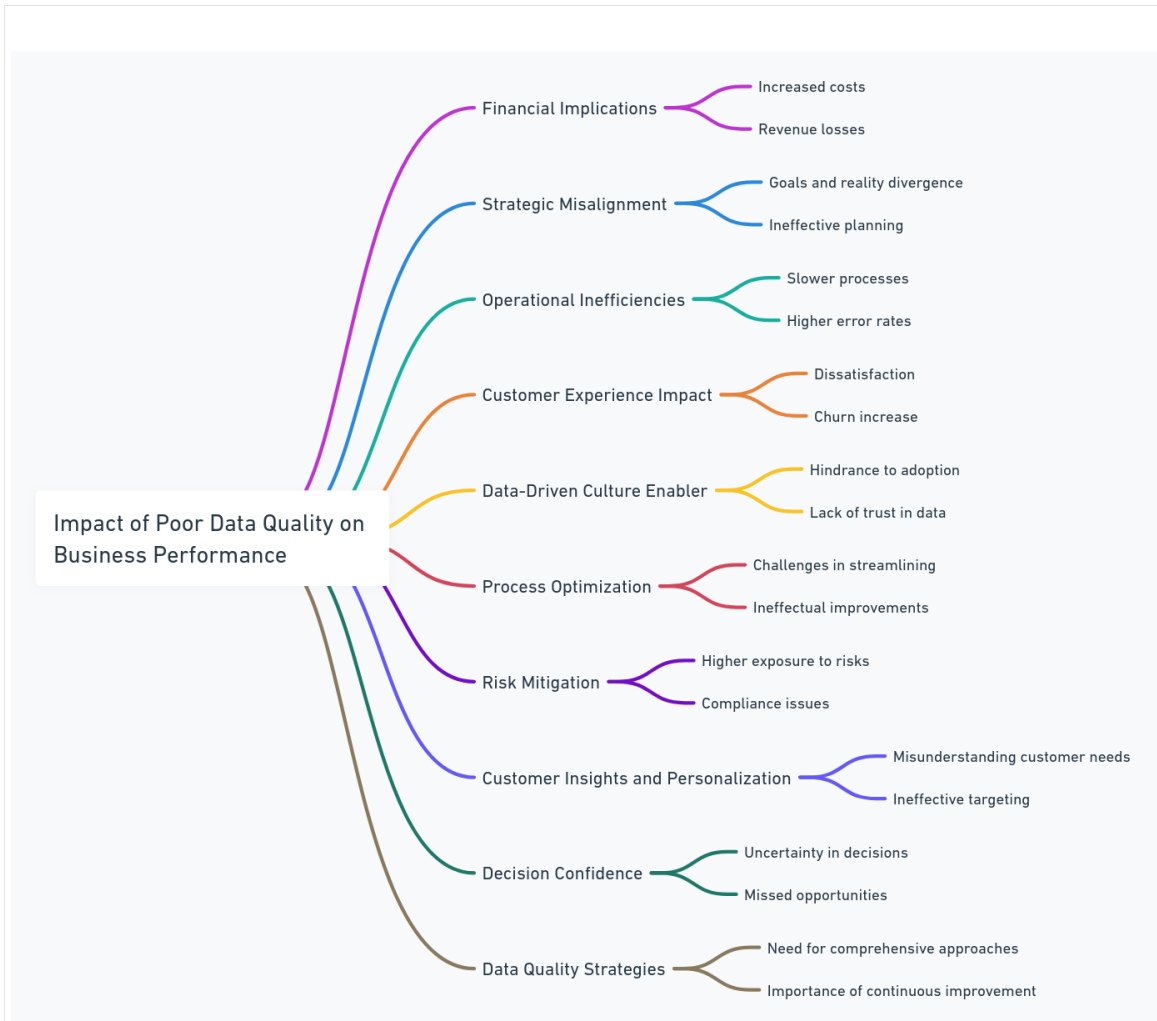 Financial Implications
Increased costs
Revenue losses
Strategic Misalignment
Goals and reality divergence
Ineffective planning
Operational Inefficiencies
Slower processes
Higher error rates
Customer Experience Impact
Dissatisfaction
Churn increase
Impact of Poor Data Quality on
Business Performance
Data-Driven Culture Enabler
Hindrance to adoption
Lack of trust in data
Process Optimization
Challenges in streamlining
Ineffectual improvements
Risk Mitigation
Higher exposure to risks
Compliance issues
Customer Insights and Personalization
Misunderstanding customer needs
Ineffective targeting
Decision Confidence
Uncertainty in decisions
Missed opportunities
Data Quality Strategies
Need for comprehensive approaches
Importance of continuous improvement